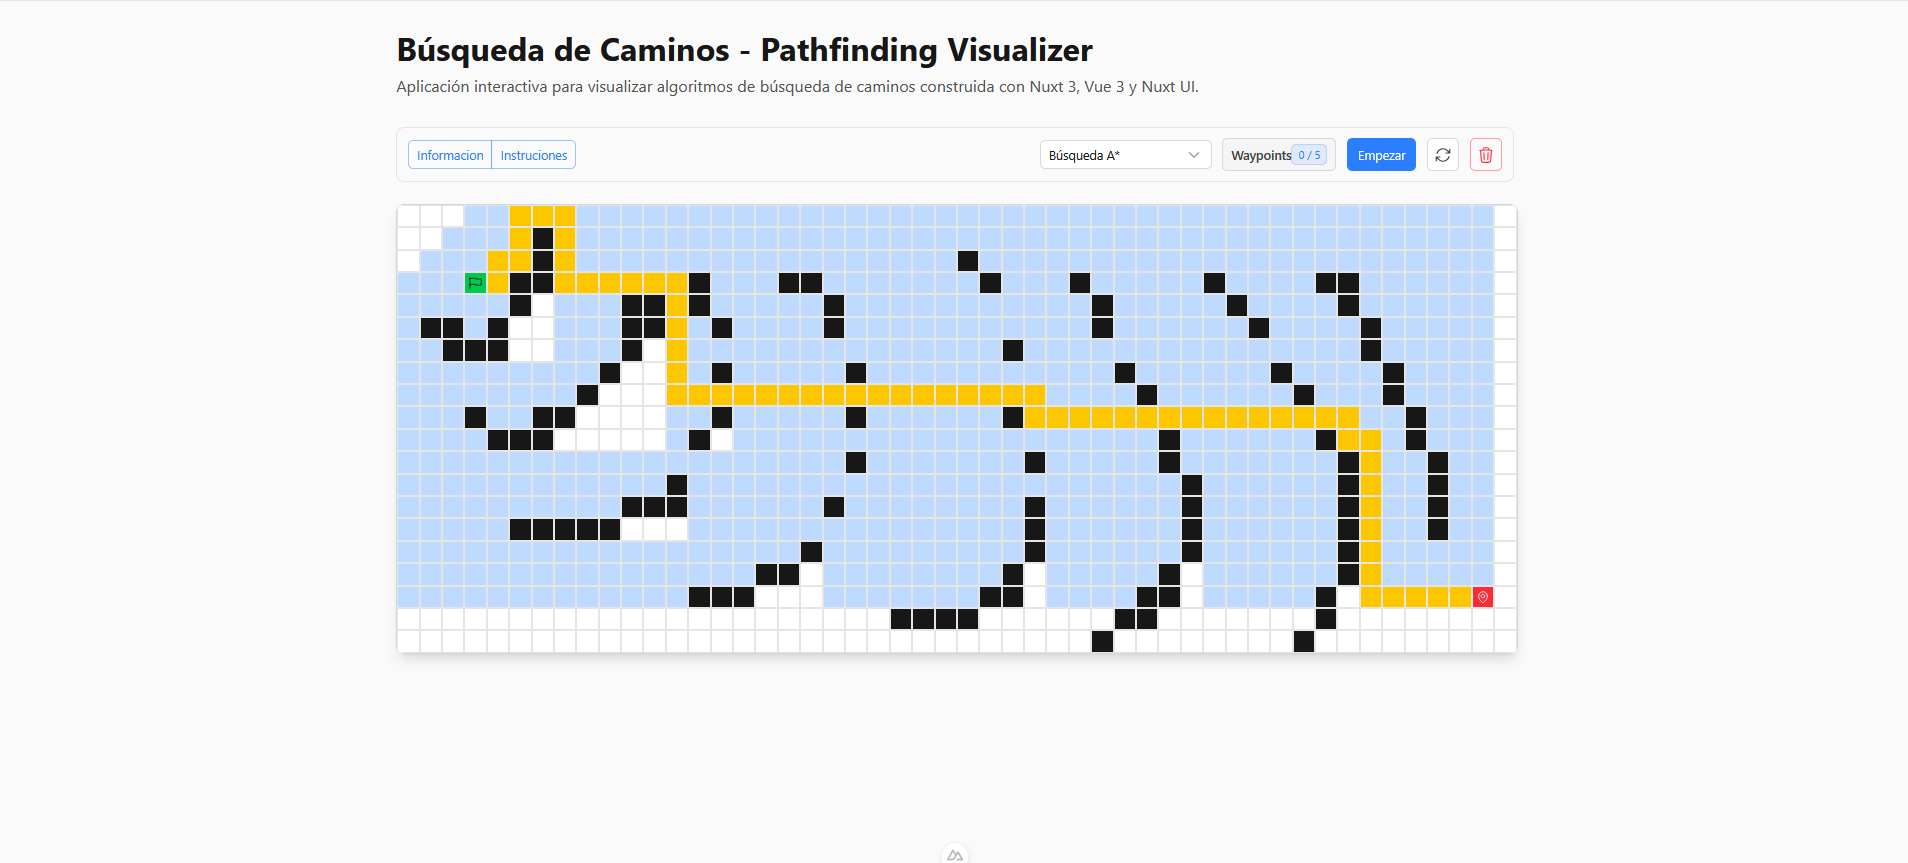 Búsqueda de Caminos - Pathfinding Visualizer
Aplicación interactiva para visualizar algoritmos de búsqueda de caminos construida con Nuxt 3, Vue 3 y Nuxt UI.
Informacion Instruciones Búsqueda A* Waypoints 0 / 5 Empezar